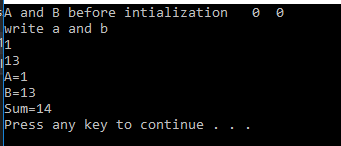 A and B before intialization   0  0
write a and b
1
13
A=1
B=13
Sum=14
Press any key to continue . . .